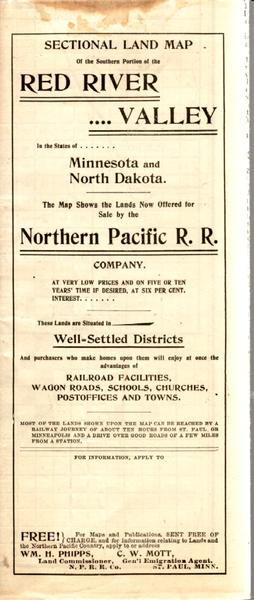 SECTIONAL LAND MAP
Of the Southern Portion of the
RED RIVER
.... VALLEY
In the States of . . . . . . .
Minnesota and
North Dakota.
The Map Shows the Lands Now Offered for
Sale by the
Northern Pacific R. R.
COMPANY.
AT VERY LOW PRICES AND ON FIVE OR TEN
YEARS' TIME IF DESIRED, AT SIX PER CENT.
INTEREST. . . . . . .
These Lands are Situated in
Well-Settled Districts
And purchasers who make homes upon them will enjoy at once the
advantages of
RAILROAD FACILITIES,
WAGON ROADS, SCHOOLS, CHURCHES,
POSTOFFICES AND TOWNS.
MOST OF THE LANDS SHOWN UPON THE MAP CAN BE REACHED BY A
RAILWAY JOURNEY OF ABOUT TEN HOURS FROM ST. PAUL OR
MINNEAPOLIS AND A DRIVE OVER GOOD ROADS OF A FEW MILES
FROM A STATION.
FOR INFORMATION, APPLY TO
FREE! For Maps and Publications, SENT FREE OF
CHARGE, and for information relating to Lands and
the Northern Pacific Country, apply to or address
WM. H. PHIPPS, C. W. MOTT,
Land Commissioner, Gen'l Emigration Agent,
N. P. R. R. Co. ST. PAUL, MINN.